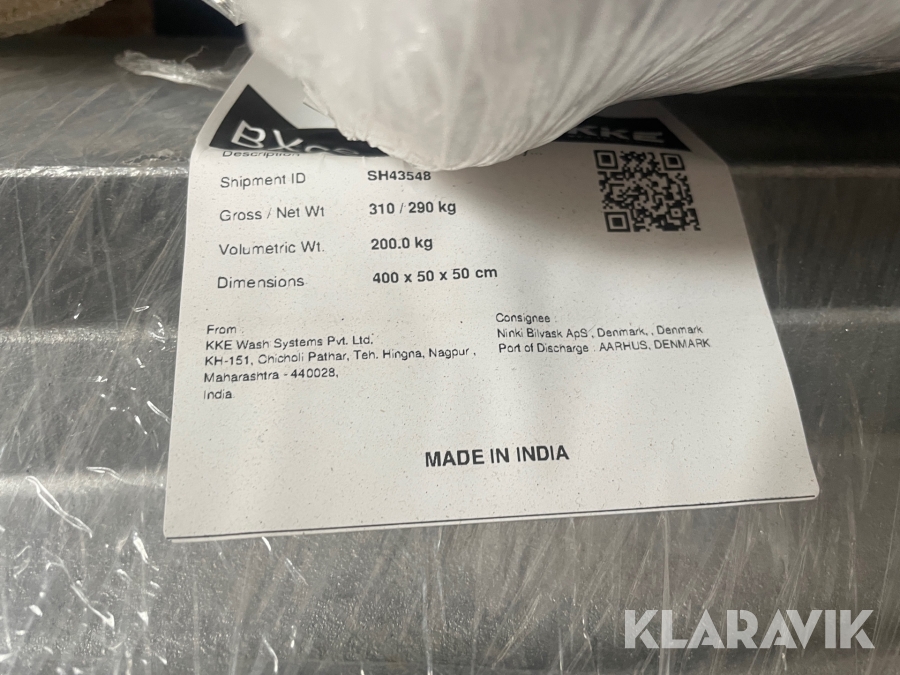 KKE
Description
Shipment ID SH43548
Gross / Net Wt 310 / 290 kg
Volumetric Wt. 200.0 kg
Dimensions 400 x 50 x 50 cm
From :
KKE Wash Systems Pvt. Ltd.
KH-151, Chicholi Pathar, Teh. Hingna, Nagpur,
Maharashtra - 440028,
India.
Consignee :
Ninki Bilvask ApS, Denmark, , Denmark
Port of Discharge : AARHUS, DENMARK
MADE IN INDIA
KLARAVIK